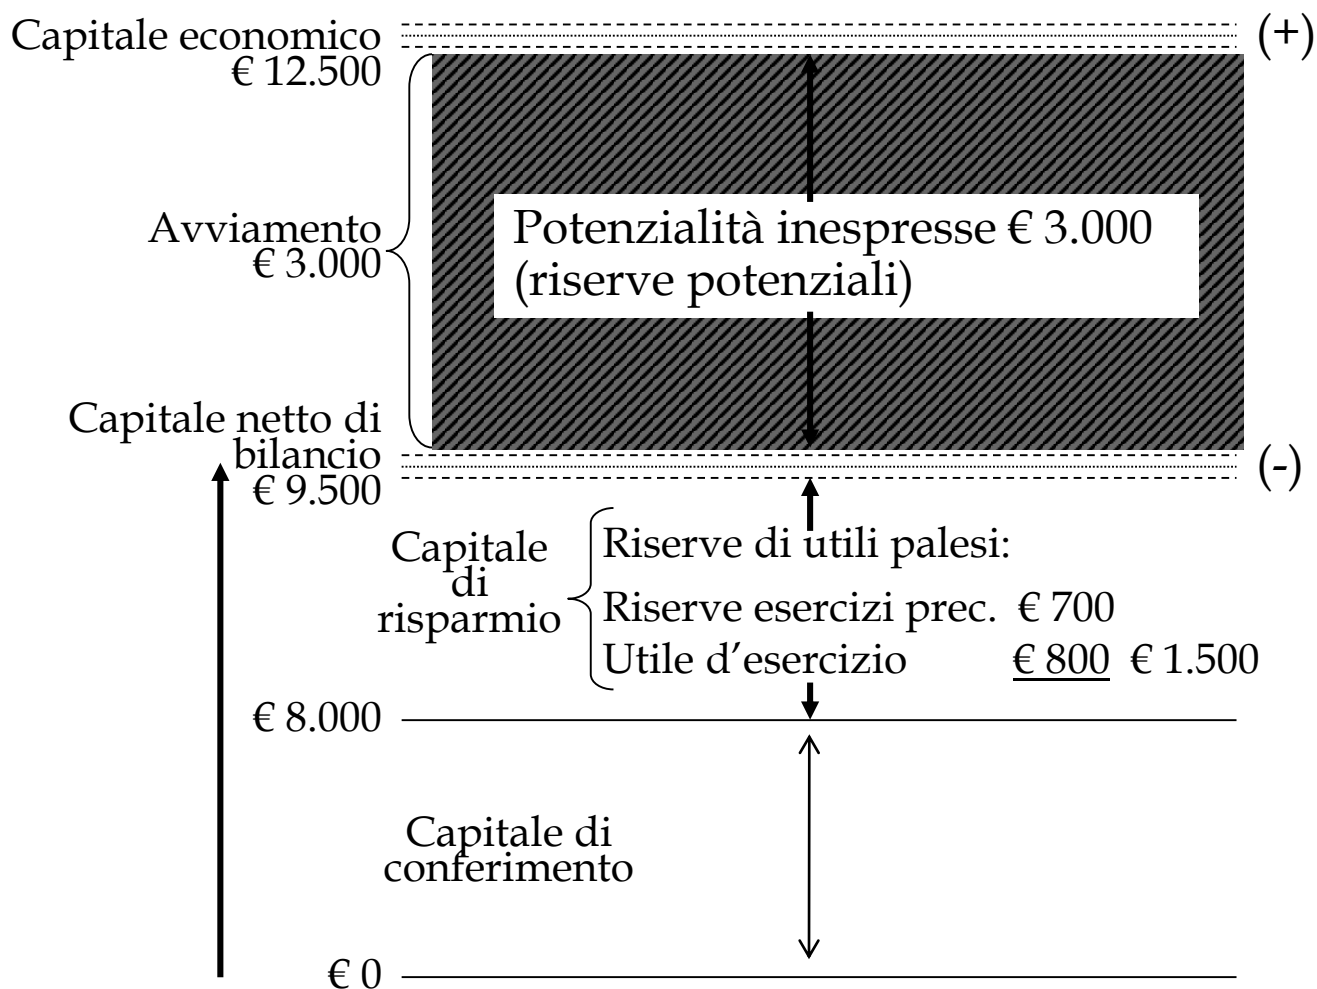 Capitale economico
€ 12.500
(+)
Avviamento
€ 3.000
Potenzialità inespresse € 3.000
(riserve potenziali)
Capitale netto di
bilancio
€ 9.500
(-)
Capitale
di
risparmio
Riserve di utili palesi:
Riserve esercizi prec. € 700
Utile d’esercizio € 800 € 1.500
€ 8.000
Capitale di
conferimento
€ 0